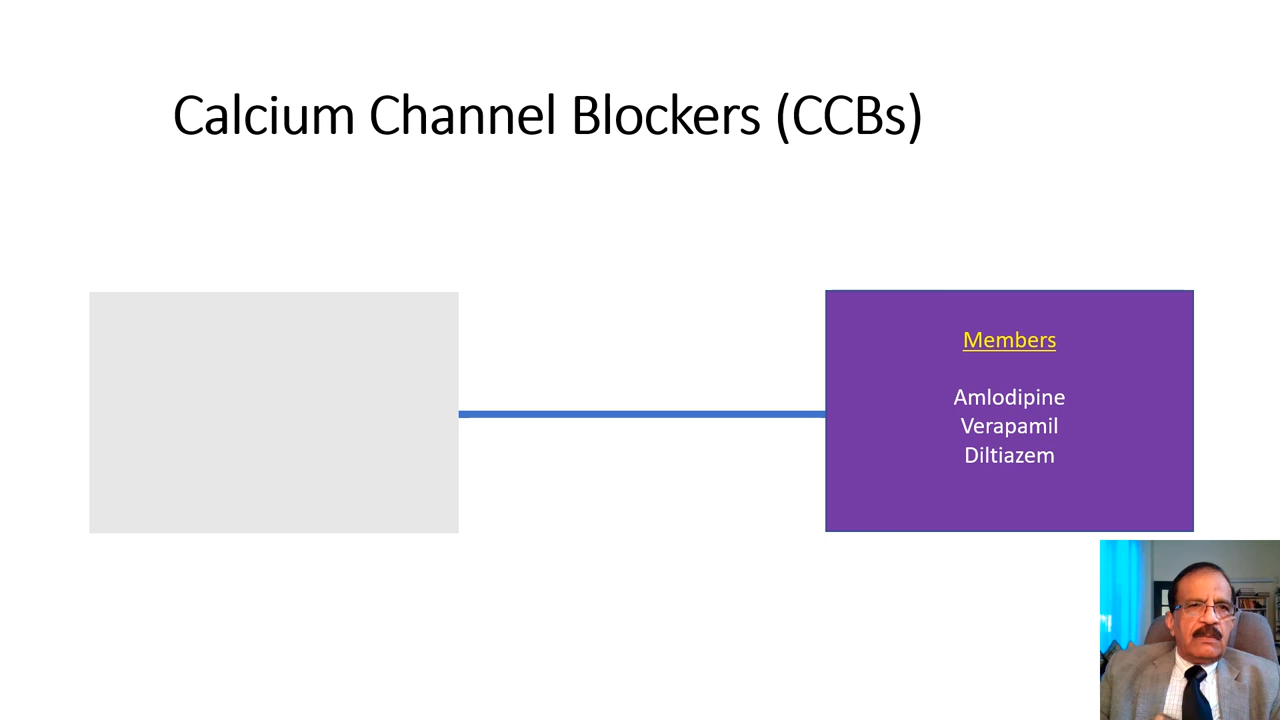 Calcium Channel Blockers (CCBs)
Members
Amlodipine
Verapamil
Diltiazem